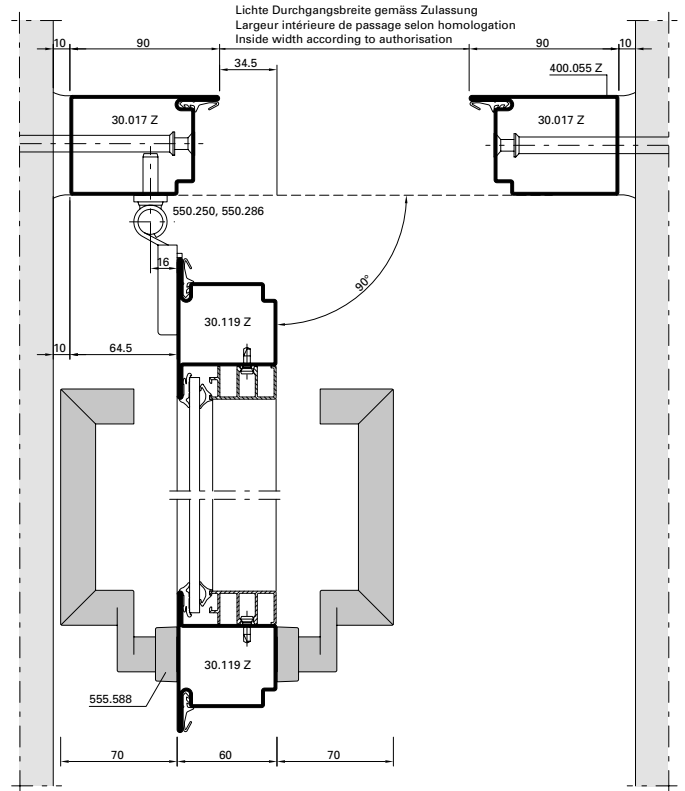 Lichte Durchgangsbreite gemäss Zulassung
Largeur intérieure de passage selon homologation
Inside width according to authorisation
10
90
90
10
34.5
400.055 Z
30.017 Z
30.017 Z
550.250, 550.286
16
90°
30.119 Z
10
64.5
30.119 Z
555.588
70
60
70